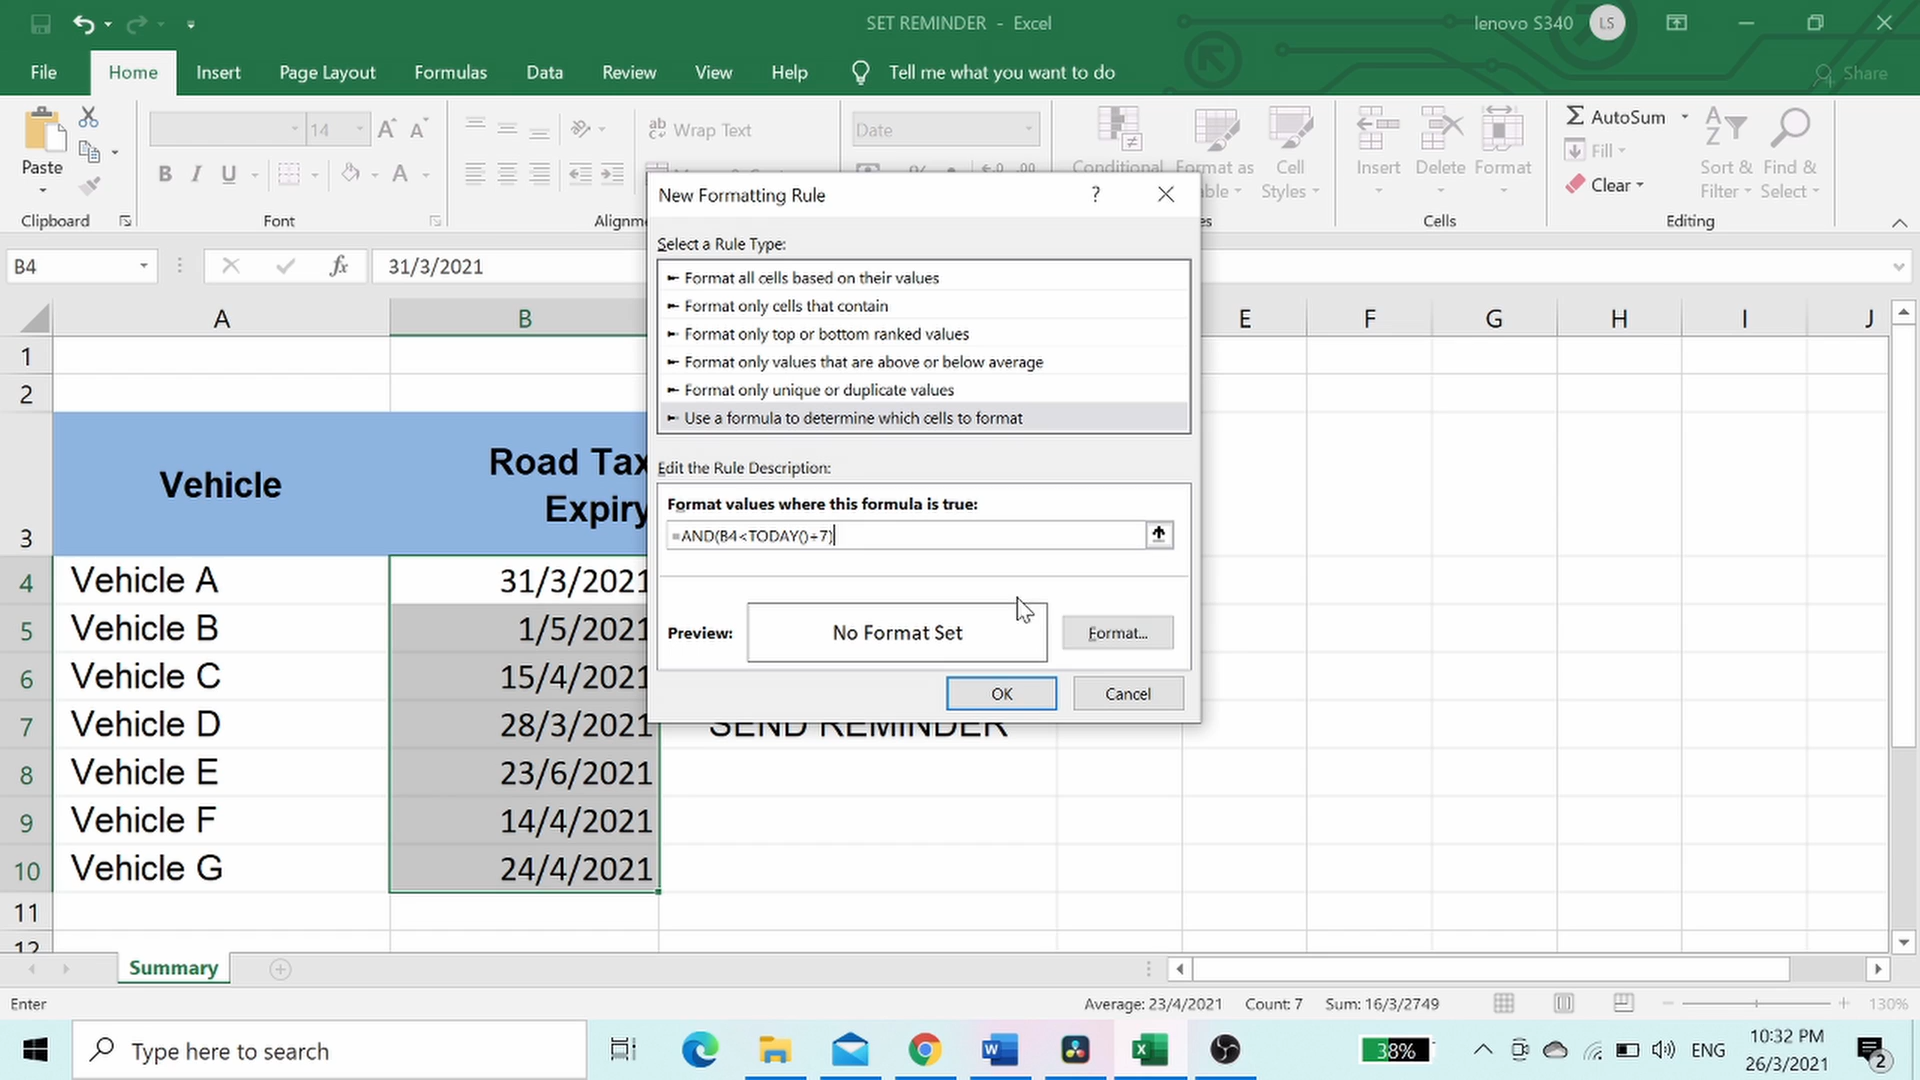 SET REMINDER - Excel
lenovo S340
LS
File
Home
Insert
Page Layout
Formulas
Data
Review
View
Help
Tell me what you want to do
Share
Paste
14
B I U
Wrap Text
Date
Conditional
Format as
Cell
Styles
Insert
Delete
Format
AutoSum
Fill
Clear
Sort &
Filter
Find &
Select
Clipboard
Font
Cells
Editing
B4
fx
31/3/2021
A
B
E
F
G
H
I
J
1
2
3
Vehicle
Road Tax
Expiry
4
Vehicle A
31/3/2021
5
Vehicle B
1/5/2021
6
Vehicle C
15/4/2021
7
Vehicle D
28/3/2021
SEND REMINDER
8
Vehicle E
23/6/2021
9
Vehicle F
14/4/2021
10
Vehicle G
24/4/2021
11
12
New Formatting Rule
?
Select a Rule Type:
► Format all cells based on their values
► Format only cells that contain
► Format only top or bottom ranked values
► Format only values that are above or below average
► Format only unique or duplicate values
► Use a formula to determine which cells to format
Edit the Rule Description:
Format values where this formula is true:
=AND(B4<TODAY()+7)
Preview:
No Format Set
Format...
OK
Cancel
Summary
Enter
Average: 23/4/2021
Count: 7
Sum: 16/3/2749
130%
Type here to search
38%
ENG
10:32 PM
26/3/2021
2